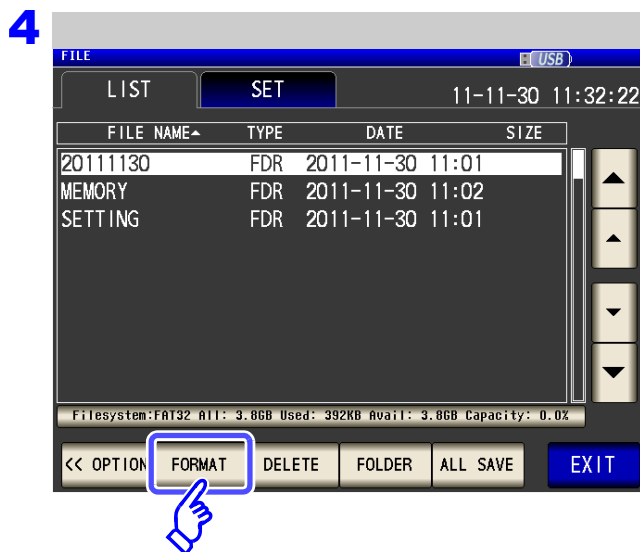 4
FILE USB
LIST SET 11-11-30 11:32:22
FILE NAME▲ TYPE DATE SIZE
20111130 FDR 2011-11-30 11:01
MEMORY FDR 2011-11-30 11:02
SETTING FDR 2011-11-30 11:01
Filesystem:FAT32 All: 3.8GB Used: 392KB Avail: 3.8GB Capacity: 0.0%
<< OPTION FORMAT DELETE FOLDER ALL SAVE EXIT